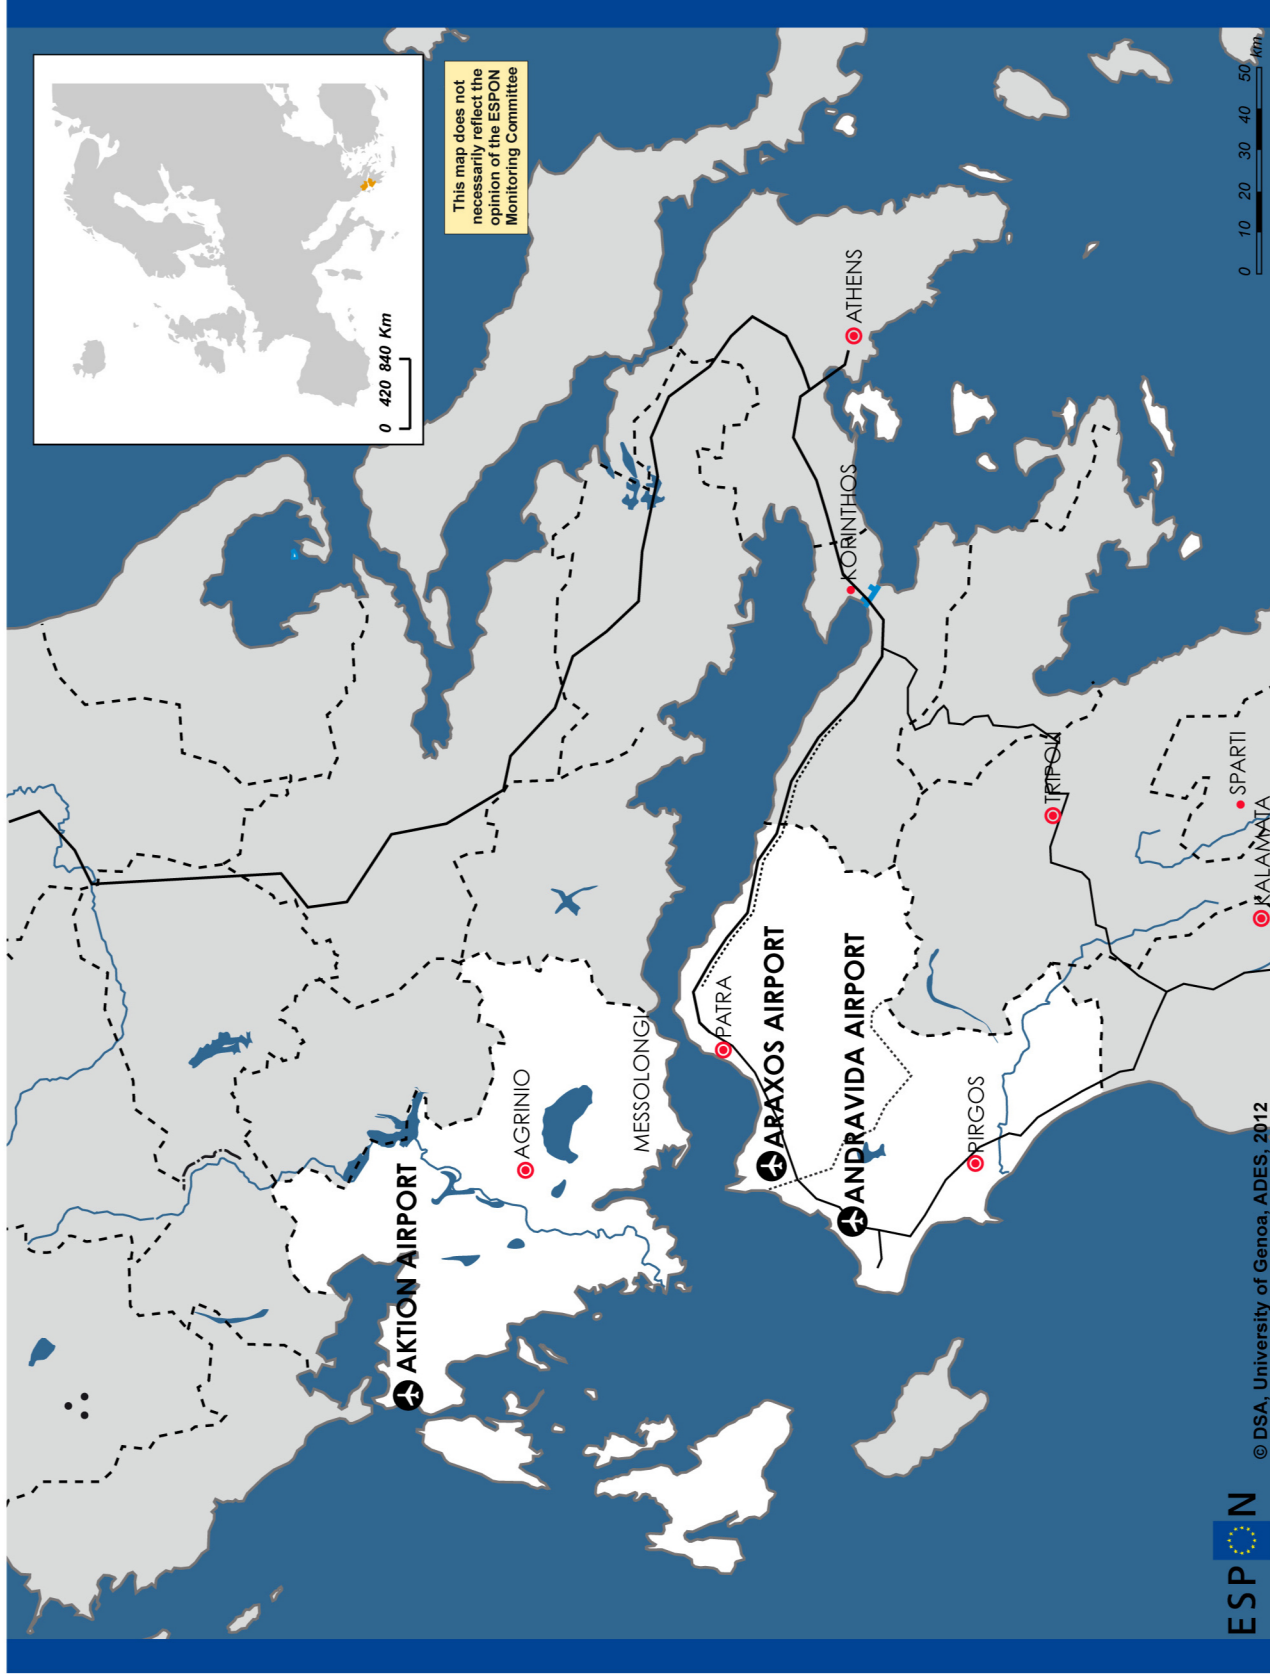 This map does not
necessarily reflect the
opinion of the ESPON
Monitoring Committee
0 420 840 Km
AKTION AIRPORT
AGRINIO
MESSOLONGI
PATRA
ARAXOS AIRPORT
ANDRAVIDA AIRPORT
PIRGOS
KORINTHOS
ATHENS
TRIPOLI
SPARTI
KALAMATA
ESPON
© DSA, University of Genoa, ADES, 2012
0 10 20 30 40 50 km